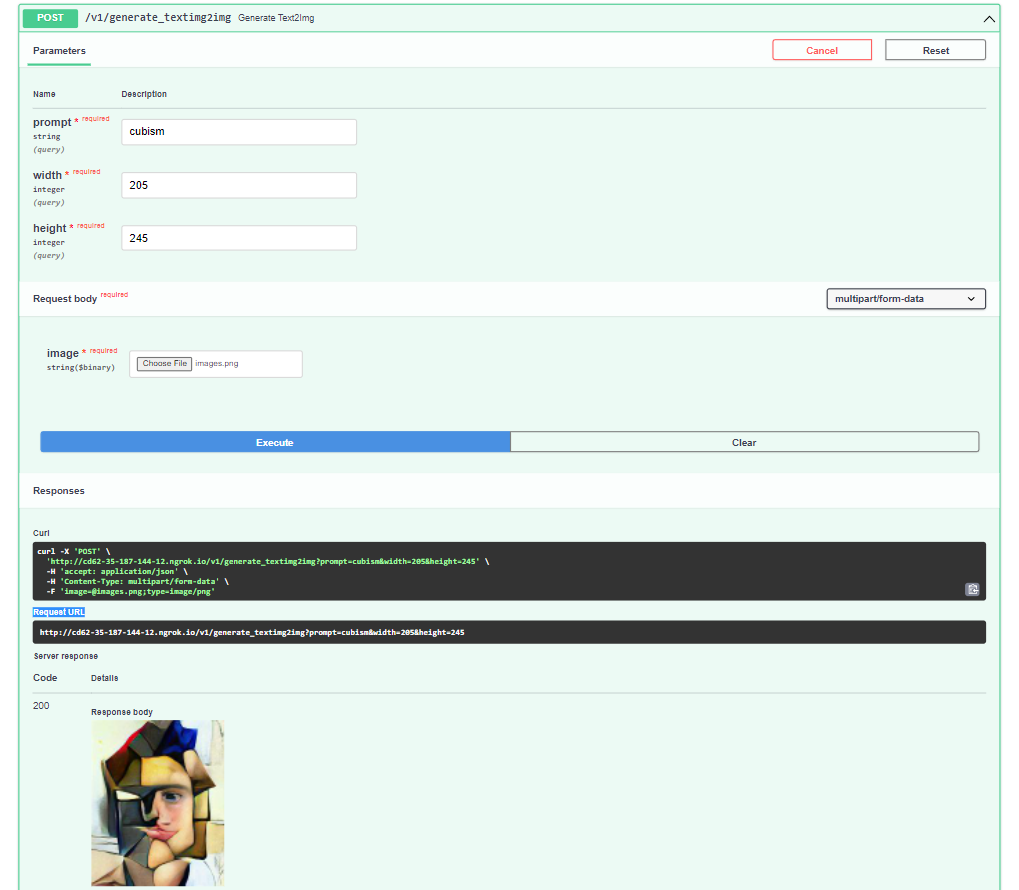 POST /v1/generate_textimg2img Generate Text2Img
Parameters Cancel Reset
Name Description
prompt * required
string
(query)
cubism
width * required
integer
(query)
205
height * required
integer
(query)
245
Request body required multipart/form-data
image * required
string($binary)
Choose File images.png
Execute Clear
Responses
Curl
curl -X 'POST' \
'http://cd62-35-187-144-12.ngrok.io/v1/generate_textimg2img?prompt=cubism&width=205&height=245' \
-H 'accept: application/json' \
-H 'Content-Type: multipart/form-data' \
-F 'image=@images.png;type=image/png'
Request URL
http://cd62-35-187-144-12.ngrok.io/v1/generate_textimg2img?prompt=cubism&width=205&height=245
Server response
Code Details
200
Response body